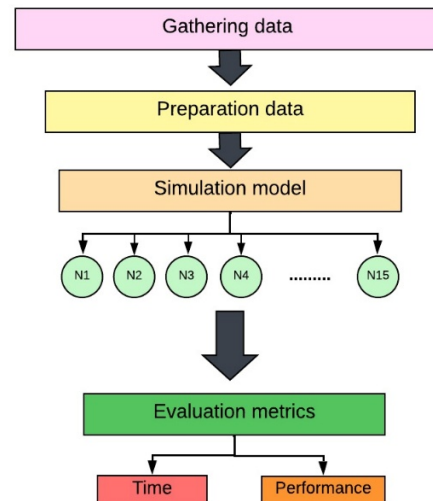 Gathering data
Preparation data
Simulation model
N1 N2 N3 N4 ......... N15
Evaluation metrics
Time Performance